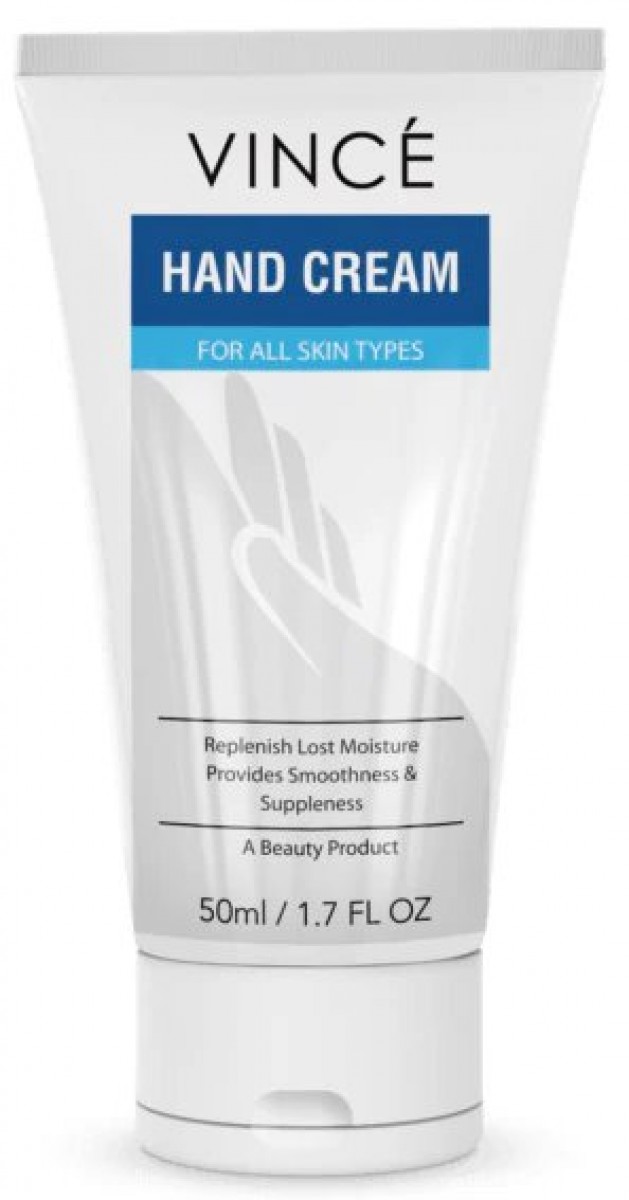 VINCÉ
HAND CREAM
FOR ALL SKIN TYPES
Replenish Lost Moisture
Provides Smoothness &
Suppleness
A Beauty Product
50ml / 1.7 FL OZ